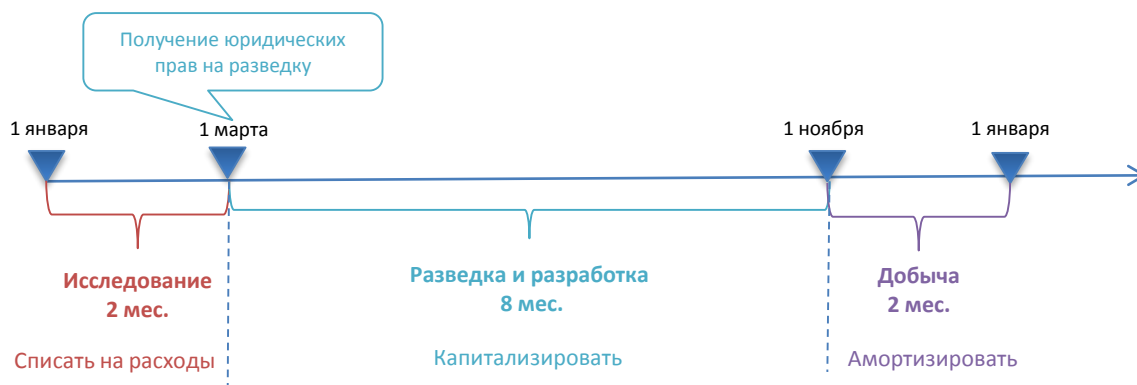 Получение юридических
прав на разведку
1 января
1 марта
1 ноября
1 января
Исследование
2 мес.
Разведка и разработка
8 мес.
Добыча
2 мес.
Списать на расходы
Капитализировать
Амортизировать